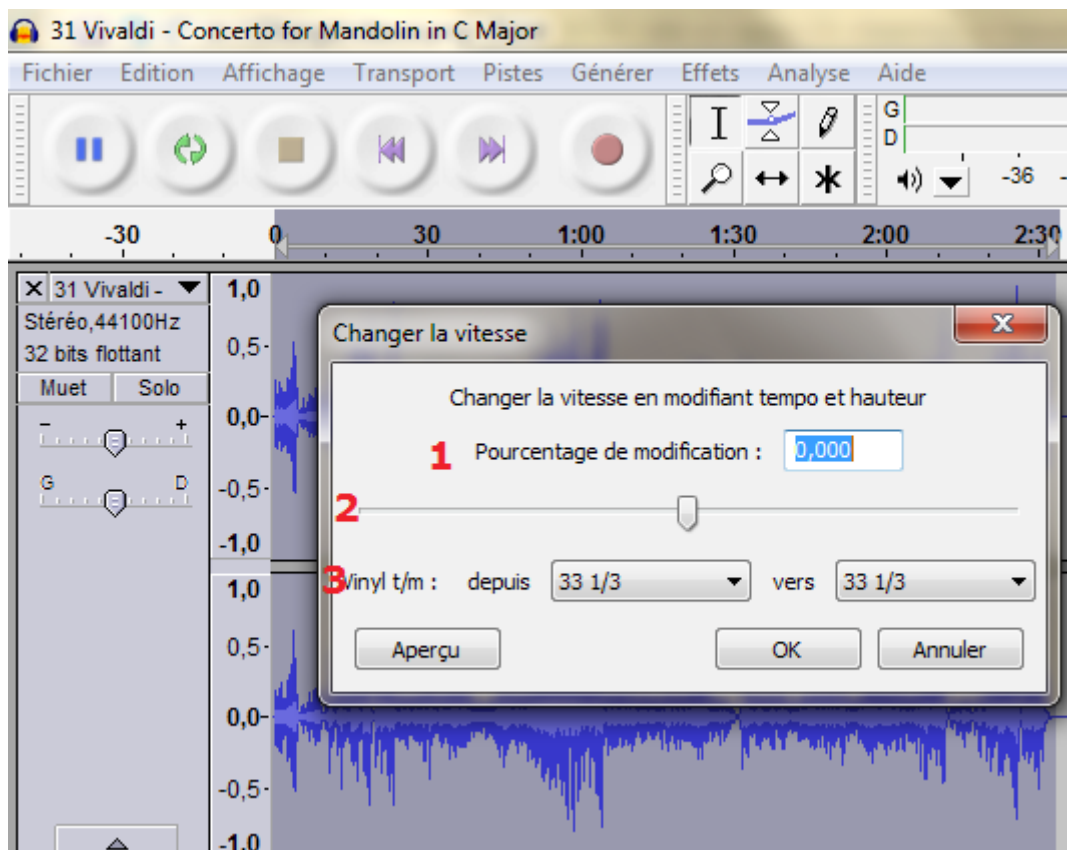 31 Vivaldi - Concerto for Mandolin in C Major
Fichier Edition Affichage Transport Pistes Générer Effets Analyse Aide
G
D
-36
-30 0 30 1:00 1:30 2:00 2:30
X 31 Vivaldi -
Stéréo,44100Hz
32 bits flottant
Muet Solo
- +
G D
1,0
0,5
0,0
-0,5
-1,0
1,0
0,5
0,0
-0,5
-1,0
Changer la vitesse
Changer la vitesse en modifiant tempo et hauteur
1 Pourcentage de modification : 0,000
2
3 Vinyl t/m : depuis 33 1/3 vers 33 1/3
Aperçu OK Annuler